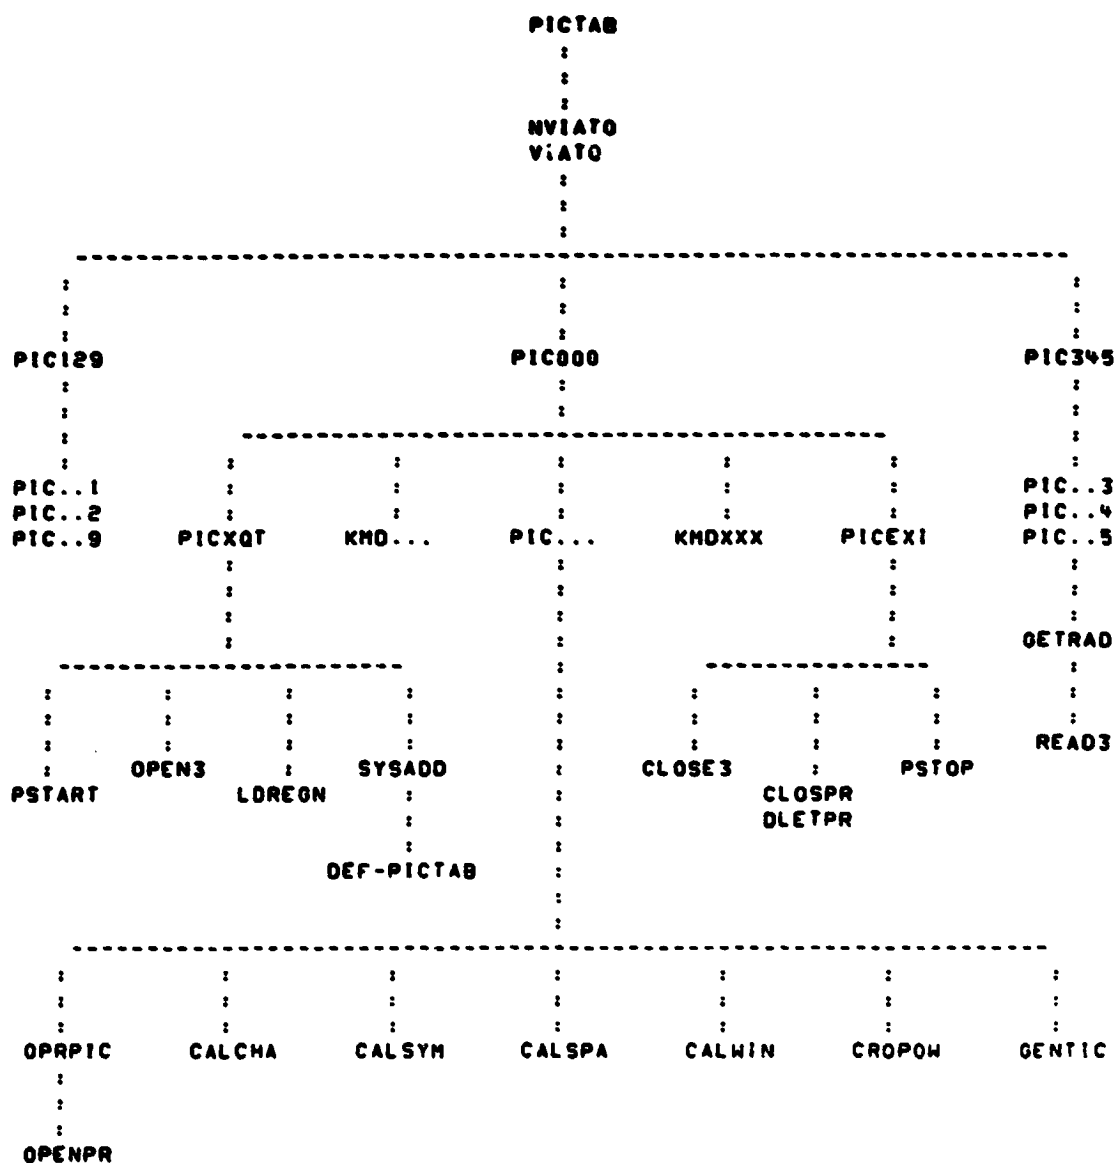 PICTAB
NVIATQ
ViATQ
PIC129 PIC000 PIC345
PIC..1 PIC..3
PIC..2 PIC..4
PIC..9 PICXQT KMD... PIC... KMDXXX PICEXI PIC..5
GETRAD
OPEN3 SYSADD CLOSE3 PSTOP READ3
PSTART LDREGN CLOSPR
DLETPR
DEF-PICTAB
OPRPIC CALCHA CALSYM CALSPA CALWIN CROPOW GENTIC
OPENPR